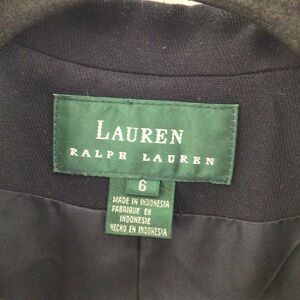 LAUREN
RALPH LAUREN
6
MADE IN INDONESIA
FABRIQUE EN
INDONESIE
HECHO EN INDONESIA